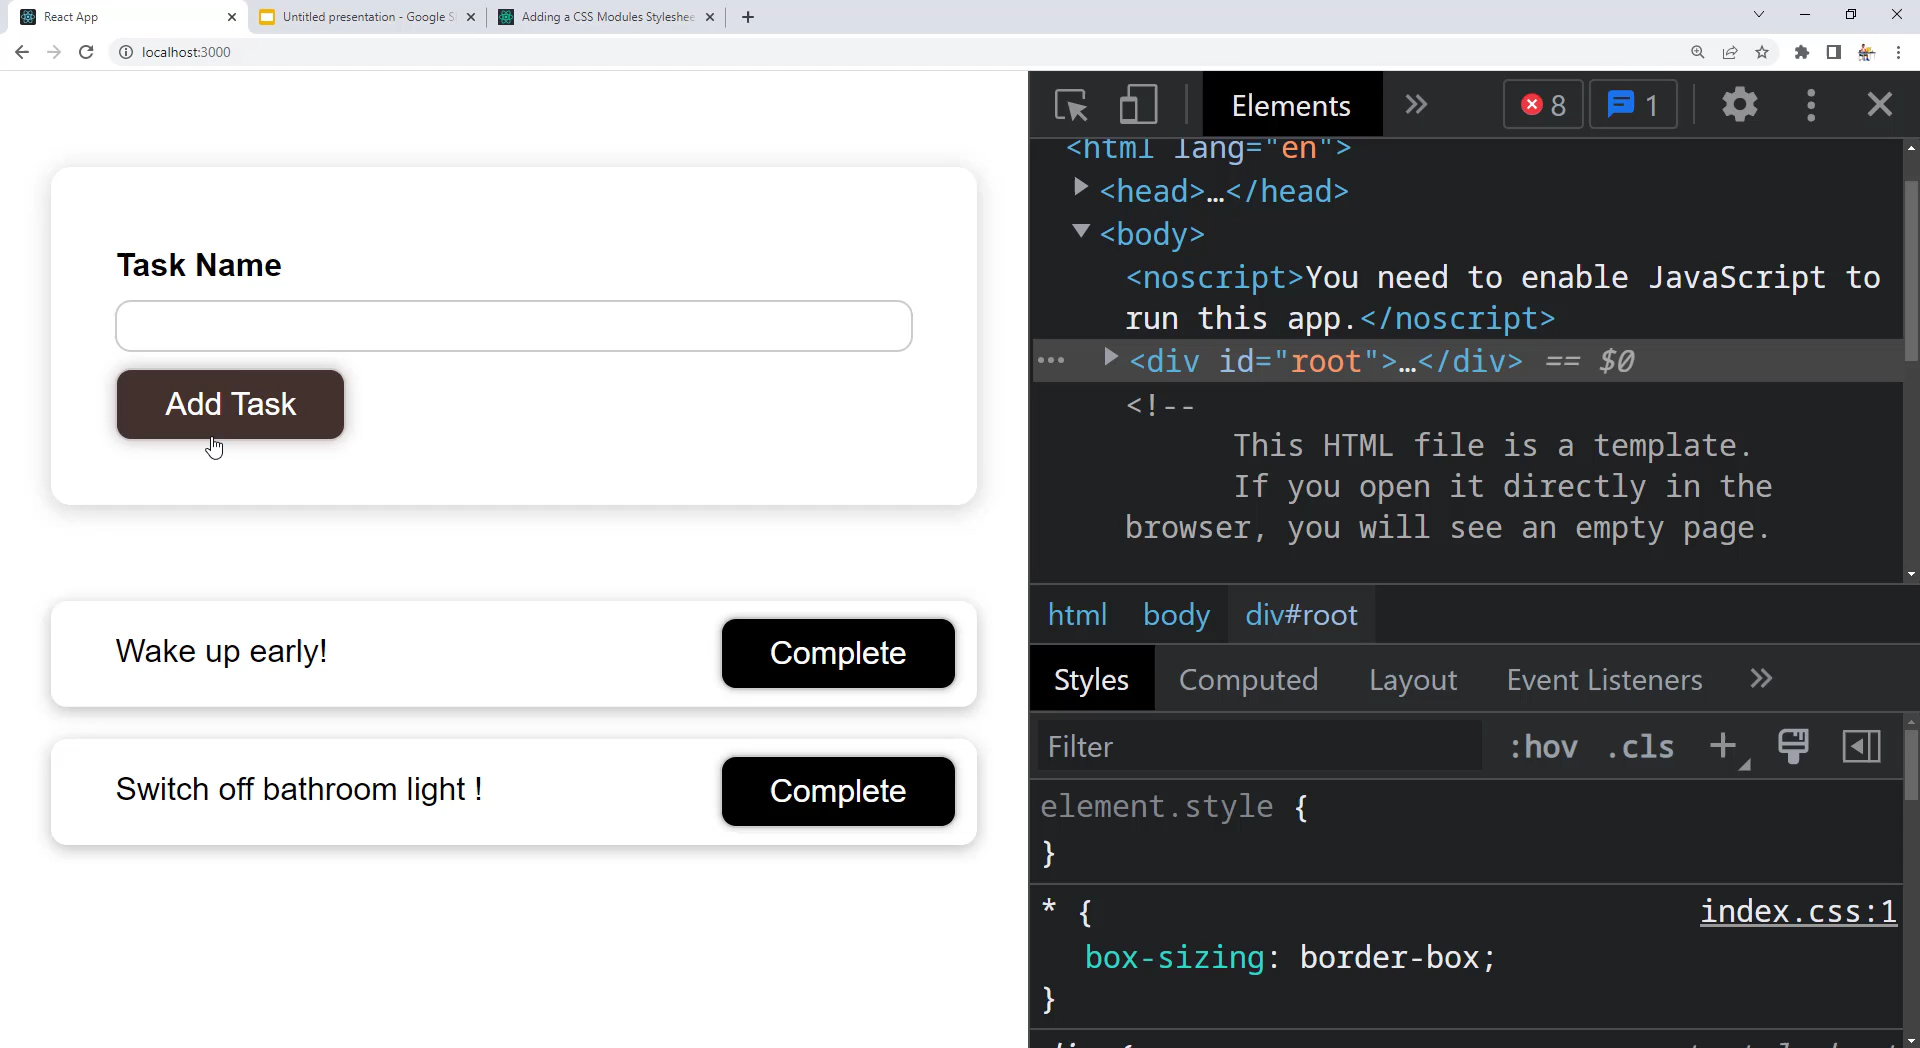 React App
Untitled presentation - Google S
Adding a CSS Modules Styleshee
localhost:3000
Task Name
Add Task
Wake up early!
Complete
Switch off bathroom light !
Complete
Elements
8
1
<html lang="en">
<head>…</head>
<body>
<noscript>You need to enable JavaScript to
run this app.</noscript>
<div id="root">…</div> == $0
<!--
This HTML file is a template.
If you open it directly in the
browser, you will see an empty page.
html body div#root
Styles Computed Layout Event Listeners
Filter :hov .cls
element.style {
}
* { index.css:1
box-sizing: border-box;
}